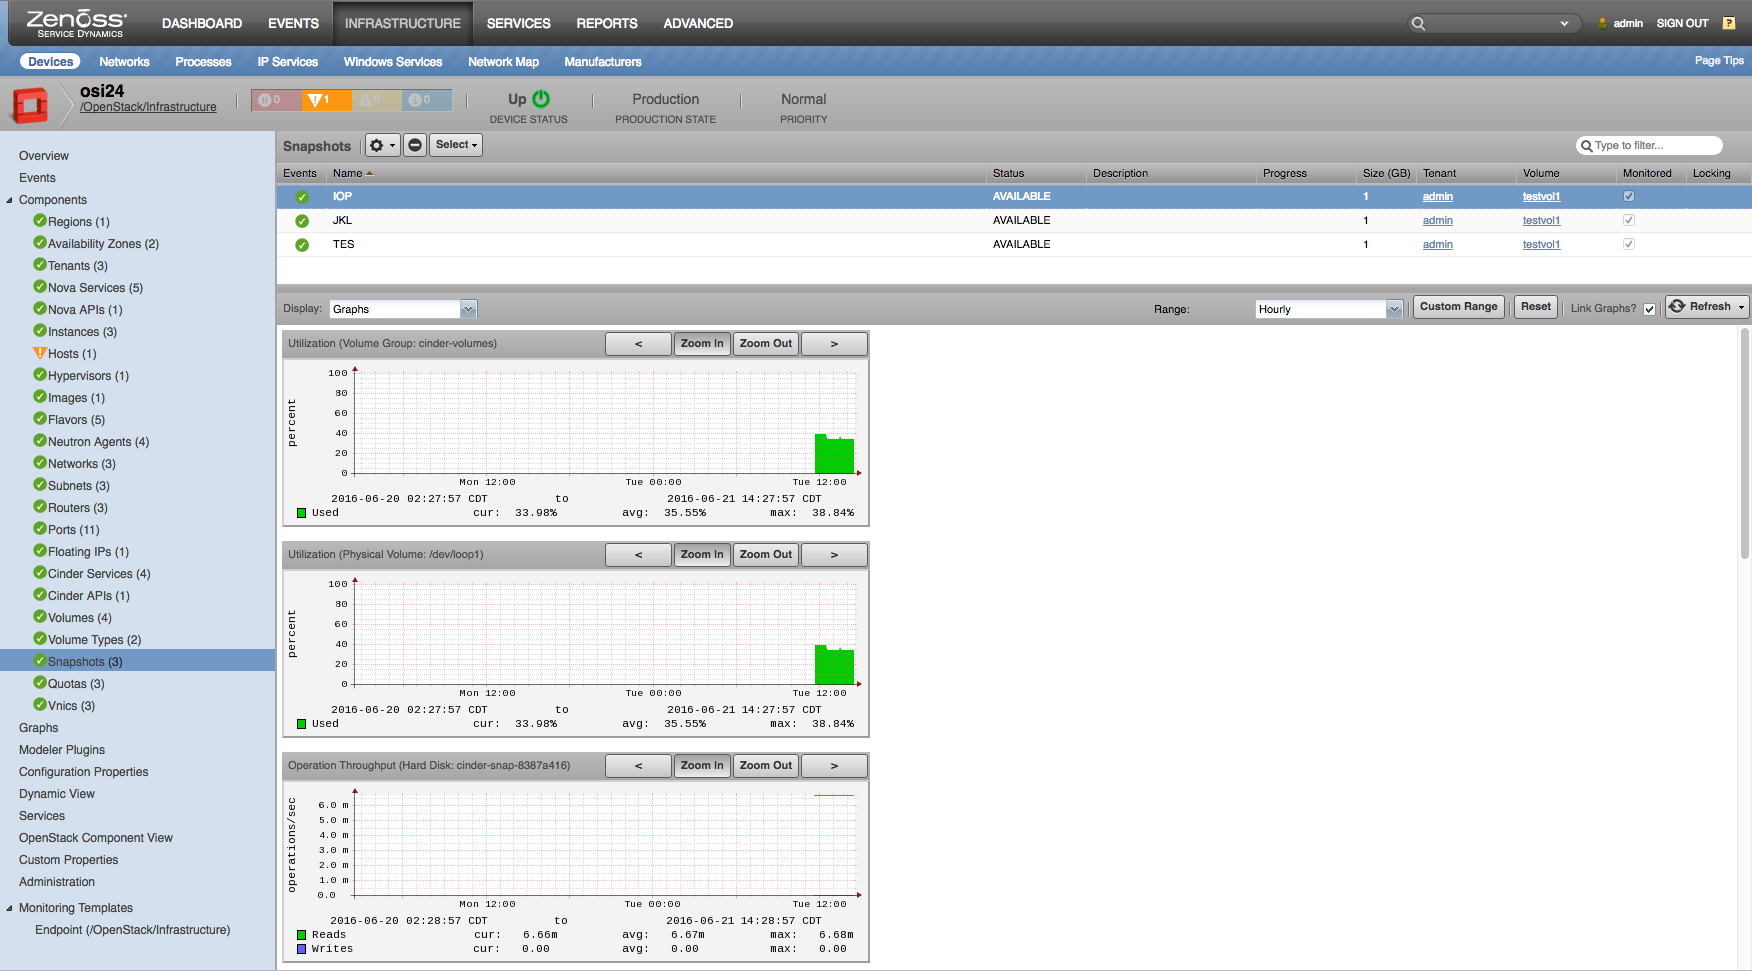 Zenoss
SERVICE DYNAMICS
DASHBOARD EVENTS INFRASTRUCTURE SERVICES REPORTS ADVANCED
admin SIGN OUT ?
Devices Networks Processes IP Services Windows Services Network Map Manufacturers Page Tips
osi24
/OpenStack/Infrastructure
0 1 0 0
Up
DEVICE STATUS
Production
PRODUCTION STATE
Normal
PRIORITY
Overview
Events
Components
Regions (1)
Availability Zones (2)
Tenants (3)
Nova Services (5)
Nova APIs (1)
Instances (3)
Hosts (1)
Hypervisors (1)
Images (1)
Flavors (5)
Neutron Agents (4)
Networks (3)
Subnets (3)
Routers (3)
Ports (11)
Floating IPs (1)
Cinder Services (4)
Cinder APIs (1)
Volumes (4)
Volume Types (2)
Snapshots (3)
Quotas (3)
Vnics (3)
Graphs
Modeler Plugins
Configuration Properties
Dynamic View
Services
OpenStack Component View
Custom Properties
Administration
Monitoring Templates
Endpoint (/OpenStack/Infrastructure)
Snapshots Select Type to filter...
Events Name Status Description Progress Size (GB) Tenant Volume Monitored Locking
IOP AVAILABLE 1 admin testvol1
JKL AVAILABLE 1 admin testvol1
TES AVAILABLE 1 admin testvol1
Display: Graphs Range: Hourly Custom Range Reset Link Graphs? Refresh
Utilization (Volume Group: cinder-volumes) < Zoom In Zoom Out >
percent
100
80
60
40
20
0
Mon 12:00 Tue 00:00 Tue 12:00
2016-06-20 02:27:57 CDT to 2016-06-21 14:27:57 CDT
Used cur: 33.98% avg: 35.55% max: 38.84%
Utilization (Physical Volume: /dev/loop1) < Zoom In Zoom Out >
percent
100
80
60
40
20
0
Mon 12:00 Tue 00:00 Tue 12:00
2016-06-20 02:27:57 CDT to 2016-06-21 14:27:57 CDT
Used cur: 33.98% avg: 35.55% max: 38.84%
Operation Throughput (Hard Disk: cinder-snap-8387a416) < Zoom In Zoom Out >
operations/sec
6.0 m
5.0 m
4.0 m
3.0 m
2.0 m
1.0 m
0.0
Mon 12:00 Tue 00:00 Tue 12:00
2016-06-20 02:28:57 CDT to 2016-06-21 14:28:57 CDT
Reads cur: 6.66m avg: 6.67m max: 6.68m
Writes cur: 0.00 avg: 0.00 max: 0.00